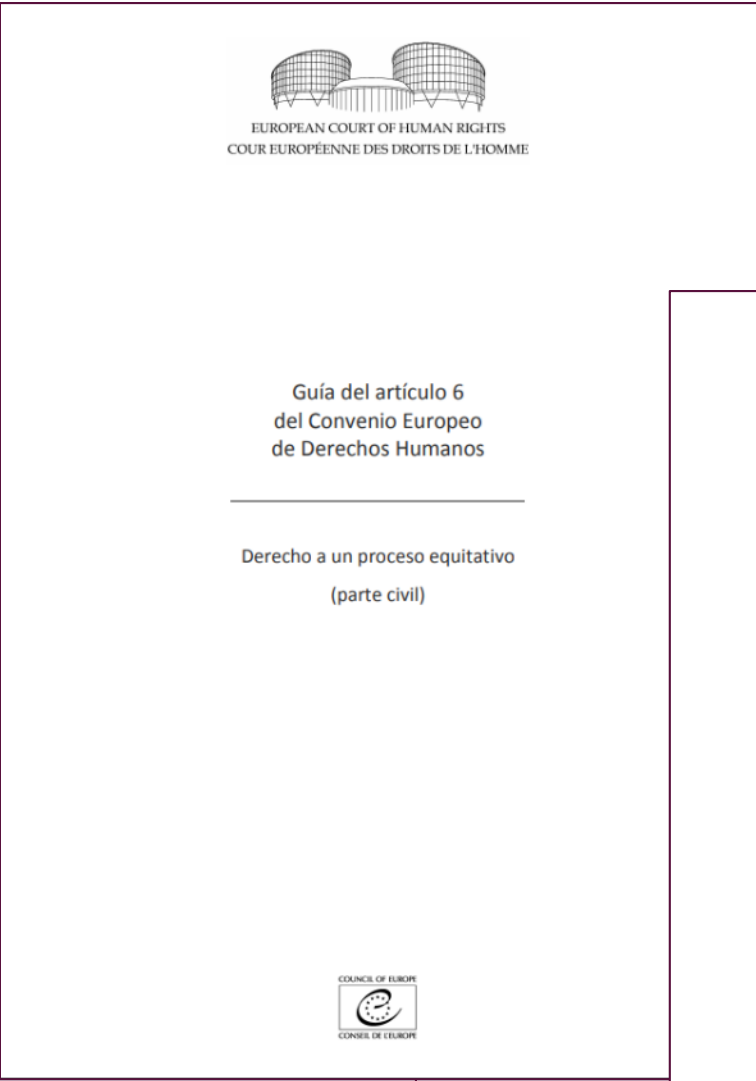 EUROPEAN COURT OF HUMAN RIGHTS
COUR EUROPÉENNE DES DROITS DE L'HOMME
Guía del artículo 6
del Convenio Europeo
de Derechos Humanos
Derecho a un proceso equitativo
(parte civil)
COUNCIL OF EUROPE
CONSEIL DE L'EUROPE